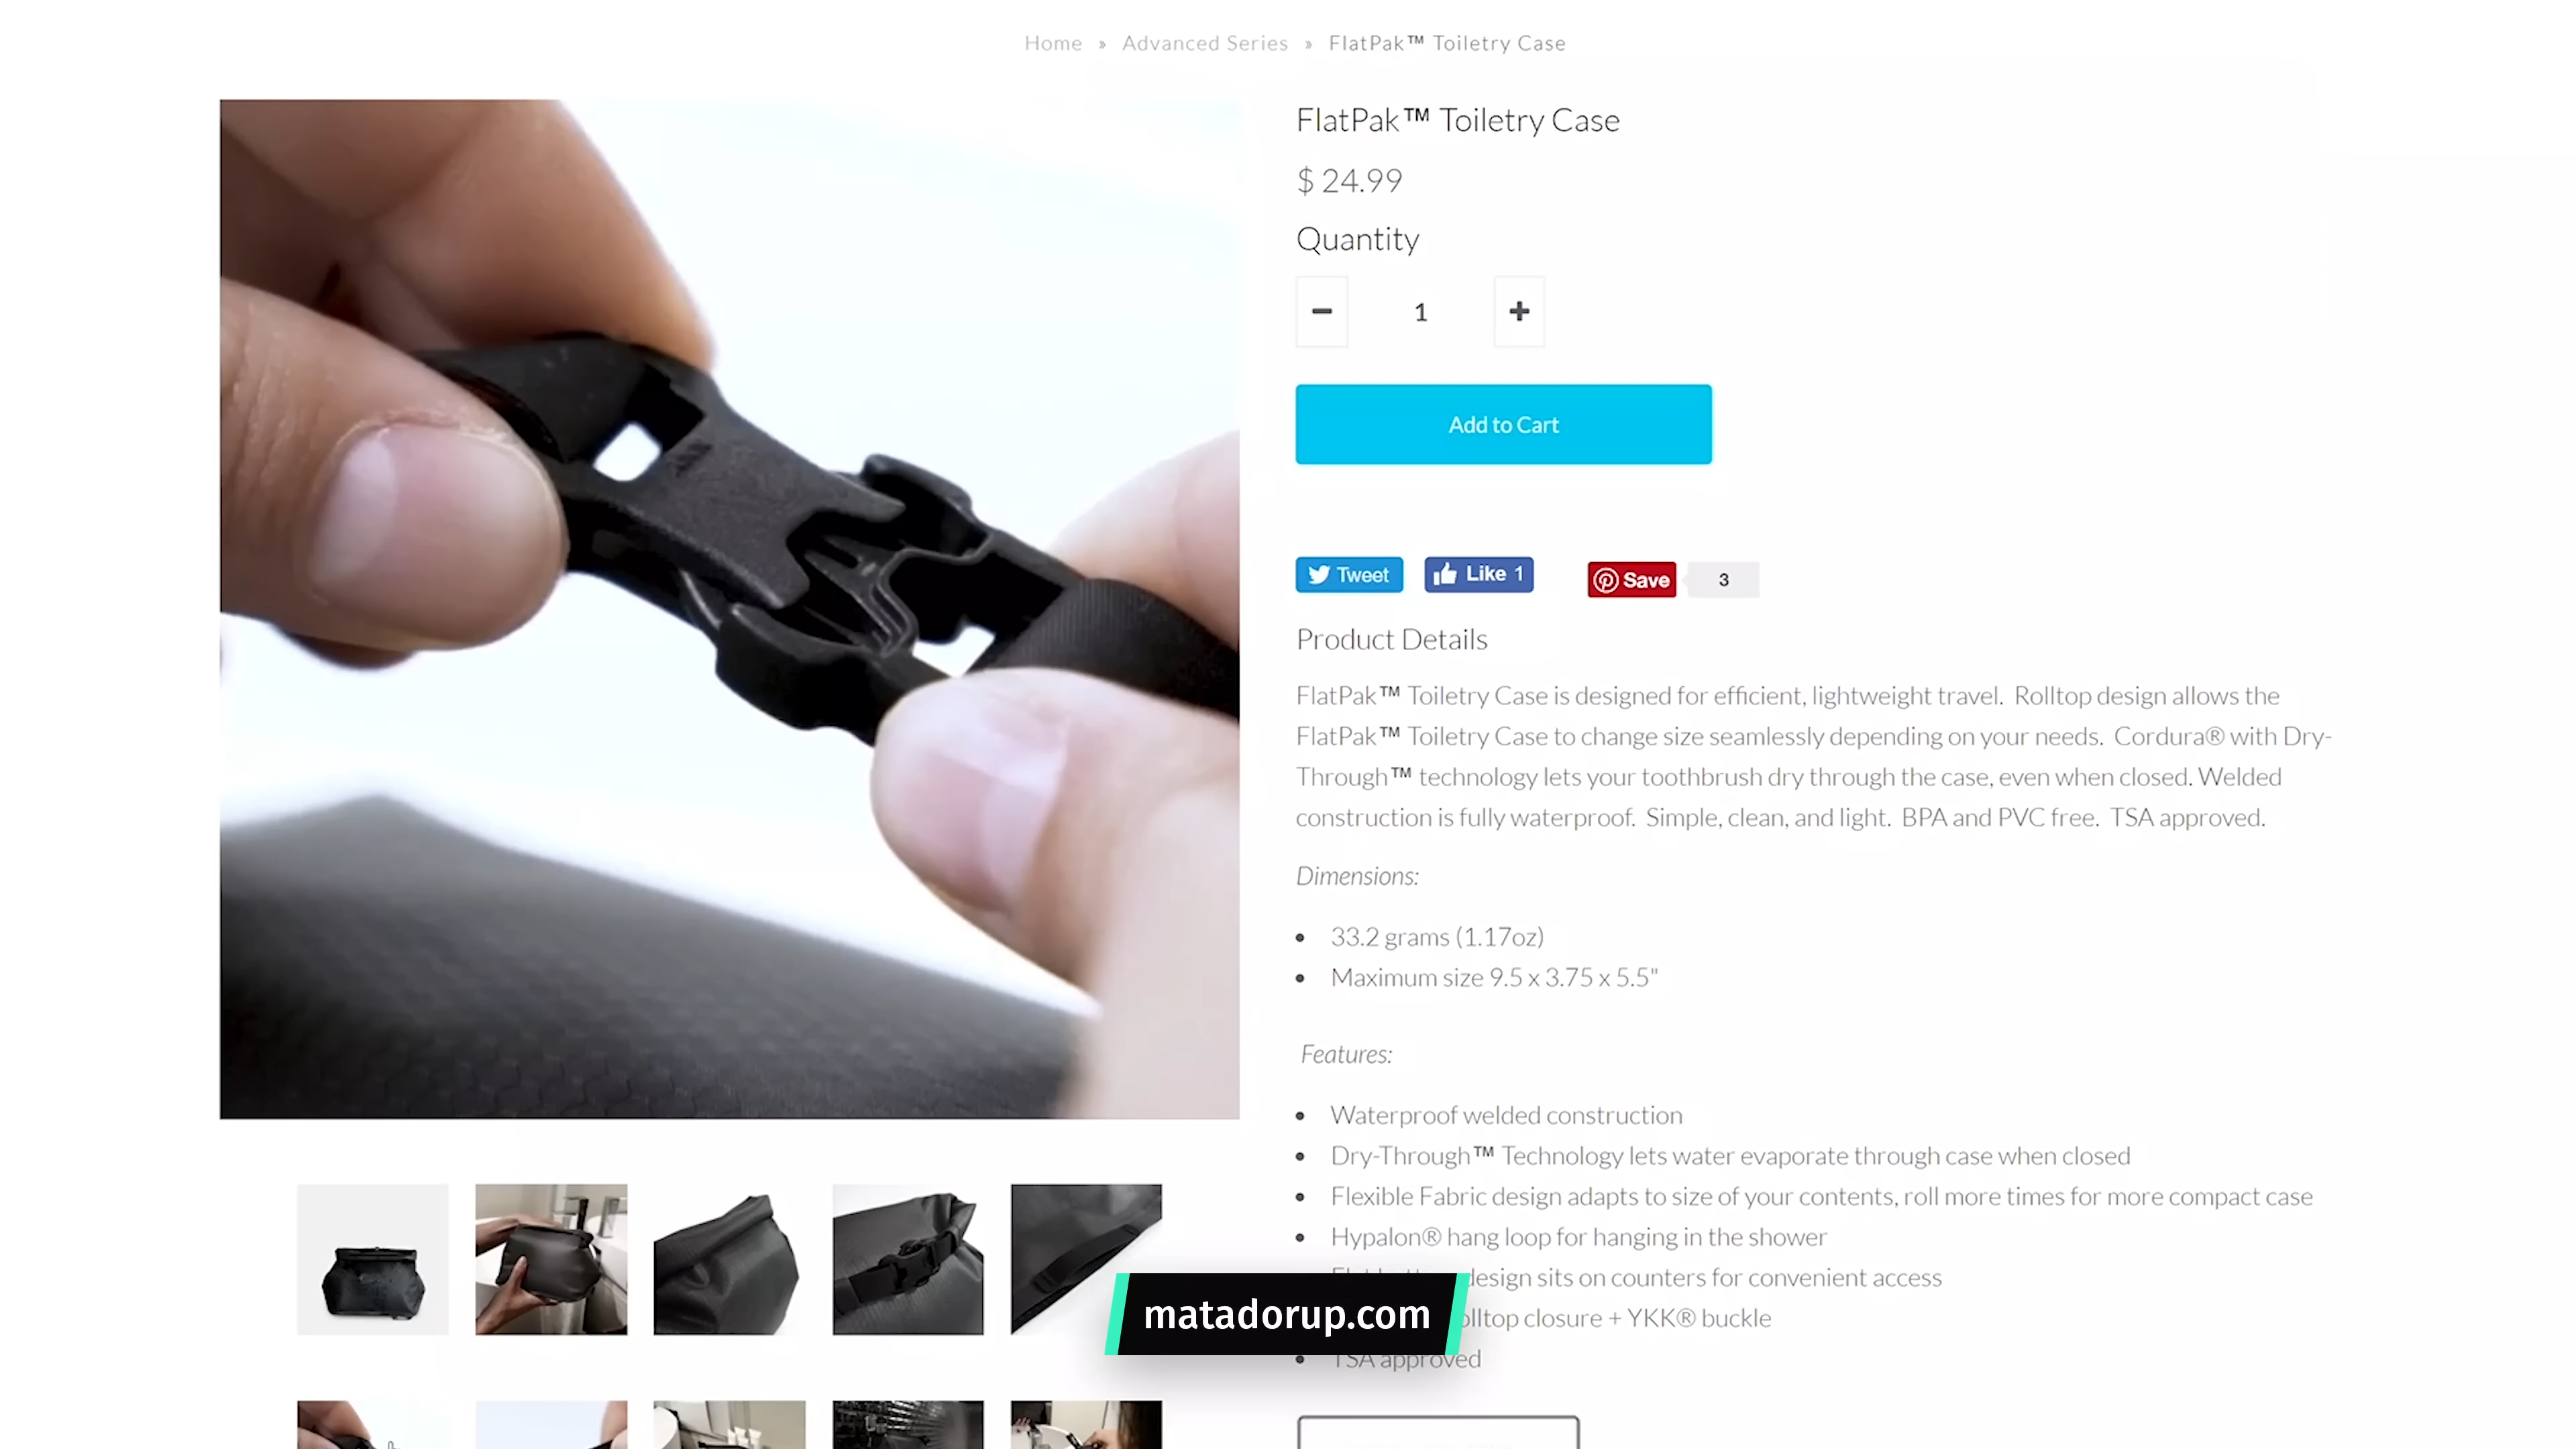 Home » Advanced Series » FlatPak™ Toiletry Case
FlatPak™ Toiletry Case
$ 24.99
Quantity
1
Add to Cart
Tweet
Like 1
Save
3
Product Details
FlatPak™ Toiletry Case is designed for efficient, lightweight travel. Rolltop design allows the
FlatPak™ Toiletry Case to change size seamlessly depending on your needs. Cordura® with Dry-
Through™ technology lets your toothbrush dry through the case, even when closed. Welded
construction is fully waterproof. Simple, clean, and light. BPA and PVC free. TSA approved.
Dimensions:
• 33.2 grams (1.17oz)
• Maximum size 9.5 x 3.75 x 5.5"
Features:
• Waterproof welded construction
• Dry-Through™ Technology lets water evaporate through case when closed
• Flexible Fabric design adapts to size of your contents, roll more times for more compact case
• Hypalon® hang loop for hanging in the shower
design sits on counters for convenient access
closure + YKK® buckle
• TSA approved
matadorup.com